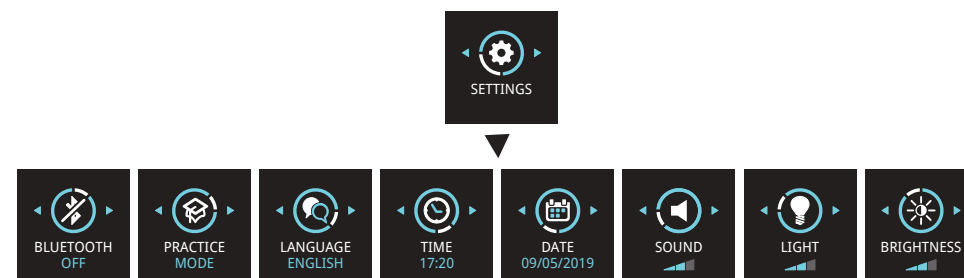 SETTINGS
BLUETOOTH
OFF
PRACTICE
MODE
LANGUAGE
ENGLISH
TIME
17:20
DATE
09/05/2019
SOUND
LIGHT
BRIGHTNESS